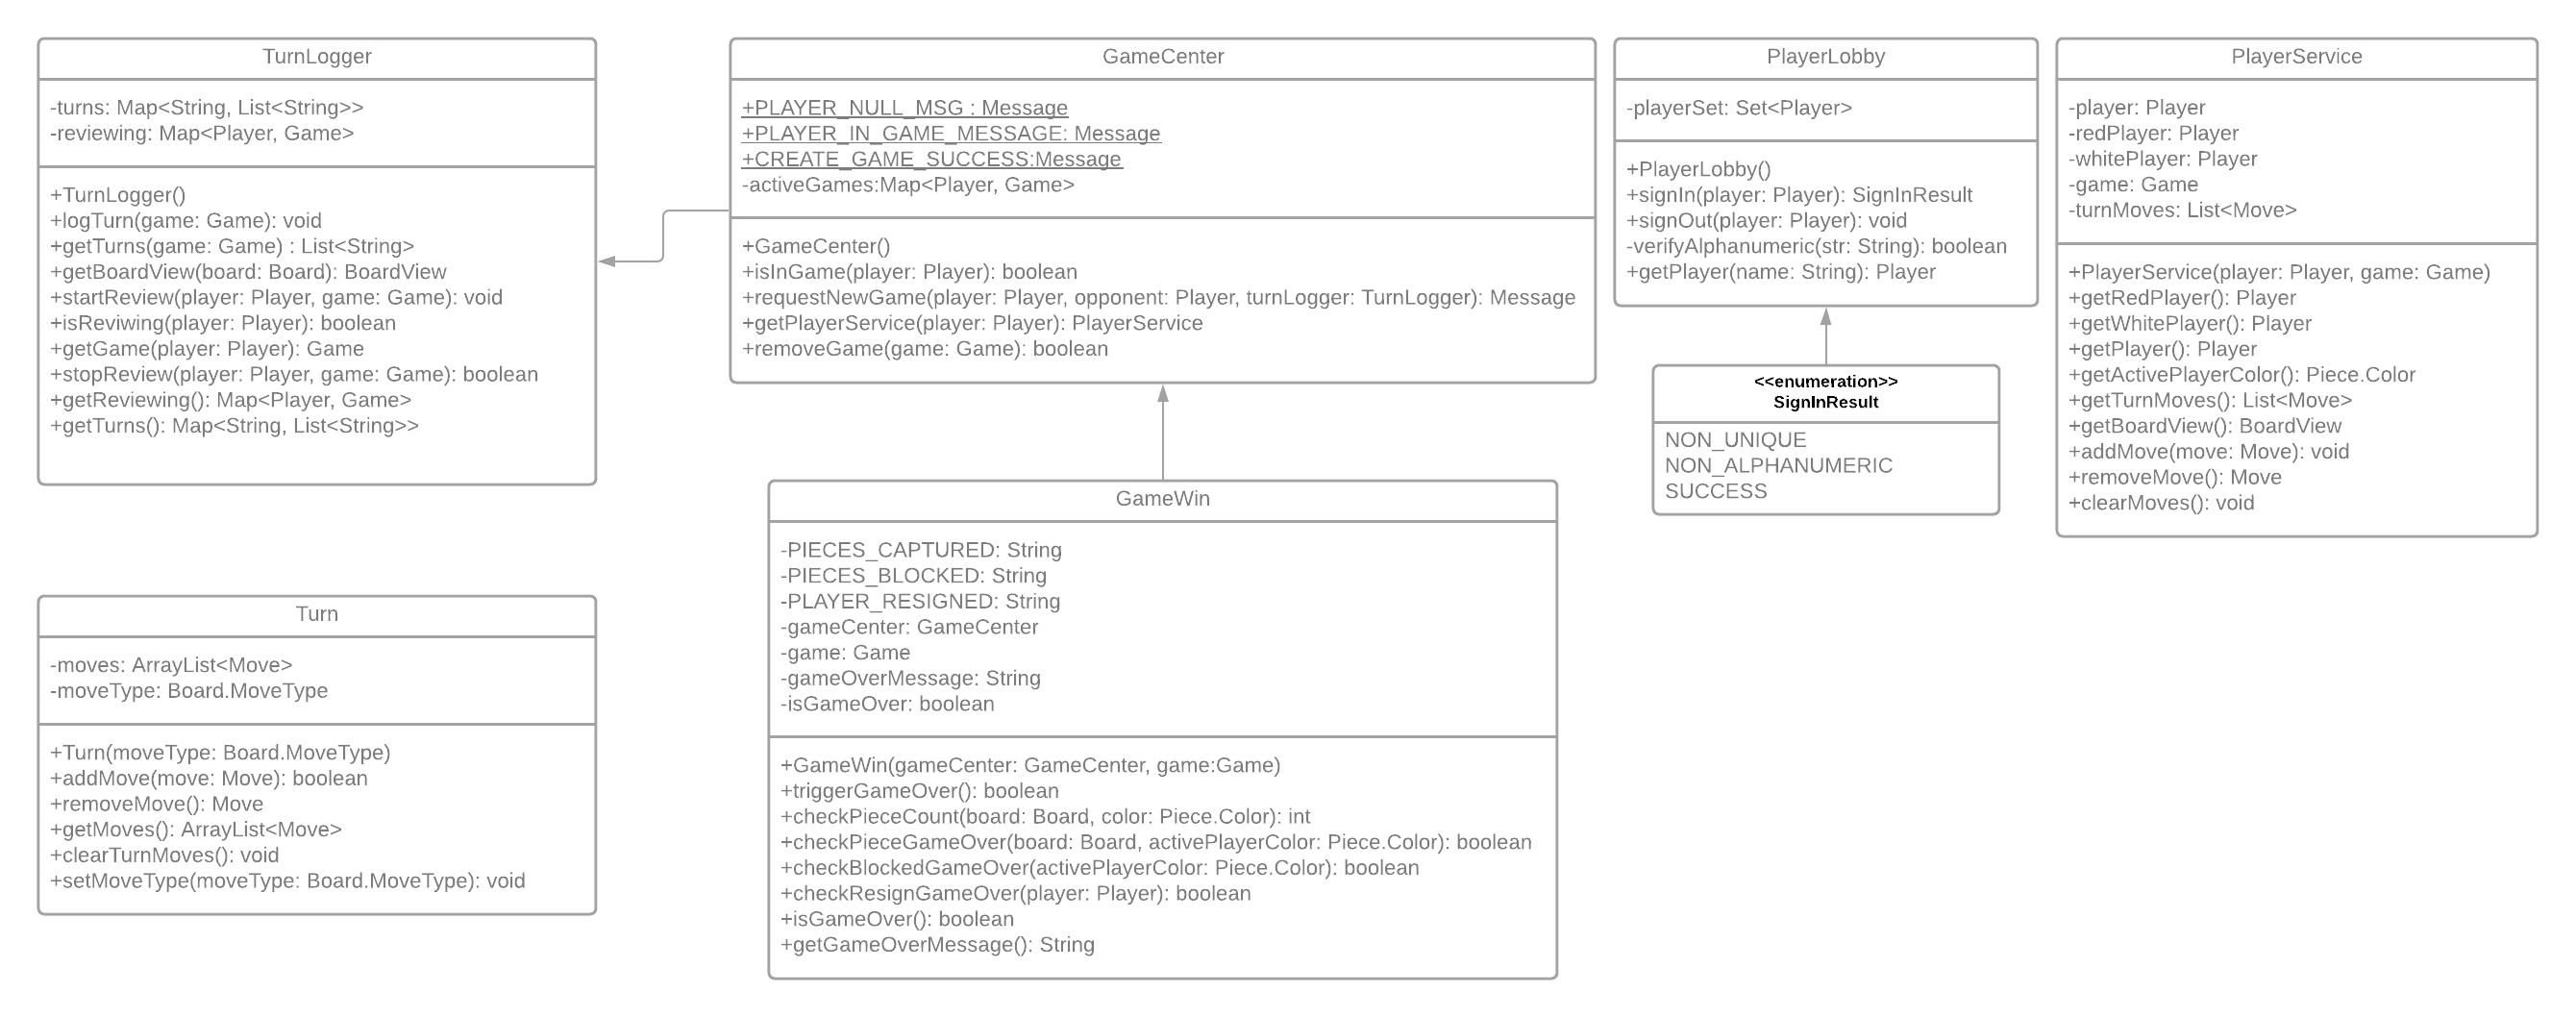 TurnLogger
-turns: Map<String, List<String>>
-reviewing: Map<Player, Game>
+TurnLogger()
+logTurn(game: Game): void
+getTurns(game: Game) : List<String>
+getBoardView(board: Board): BoardView
+startReview(player: Player, game: Game): void
+isReviwing(player: Player): boolean
+getGame(player: Player): Game
+stopReview(player: Player, game: Game): boolean
+getReviewing(): Map<Player, Game>
+getTurns(): Map<String, List<String>>
GameCenter
+PLAYER_NULL_MSG : Message
+PLAYER_IN_GAME_MESSAGE: Message
+CREATE_GAME_SUCCESS:Message
-activeGames:Map<Player, Game>
+GameCenter()
+isInGame(player: Player): boolean
+requestNewGame(player: Player, opponent: Player, turnLogger: TurnLogger): Message
+getPlayerService(player: Player): PlayerService
+removeGame(game: Game): boolean
PlayerLobby
-playerSet: Set<Player>
+PlayerLobby()
+signIn(player: Player): SignInResult
+signOut(player: Player): void
-verifyAlphanumeric(str: String): boolean
+getPlayer(name: String): Player
<<enumeration>>
SignInResult
NON_UNIQUE
NON_ALPHANUMERIC
SUCCESS
PlayerService
-player: Player
-redPlayer: Player
-whitePlayer: Player
-game: Game
-turnMoves: List<Move>
+PlayerService(player: Player, game: Game)
+getRedPlayer(): Player
+getWhitePlayer(): Player
+getPlayer(): Player
+getActivePlayerColor(): Piece.Color
+getTurnMoves(): List<Move>
+getBoardView(): BoardView
+addMove(move: Move): void
+removeMove(): Move
+clearMoves(): void
Turn
-moves: ArrayList<Move>
-moveType: Board.MoveType
+Turn(moveType: Board.MoveType)
+addMove(move: Move): boolean
+removeMove(): Move
+getMoves(): ArrayList<Move>
+clearTurnMoves(): void
+setMoveType(moveType: Board.MoveType): void
GameWin
-PIECES_CAPTURED: String
-PIECES_BLOCKED: String
-PLAYER_RESIGNED: String
-gameCenter: GameCenter
-game: Game
-gameOverMessage: String
-isGameOver: boolean
+GameWin(gameCenter: GameCenter, game:Game)
+triggerGameOver(): boolean
+checkPieceCount(board: Board, color: Piece.Color): int
+checkPieceGameOver(board: Board, activePlayerColor: Piece.Color): boolean
+checkBlockedGameOver(activePlayerColor: Piece.Color): boolean
+checkResignGameOver(player: Player): boolean
+isGameOver(): boolean
+getGameOverMessage(): String